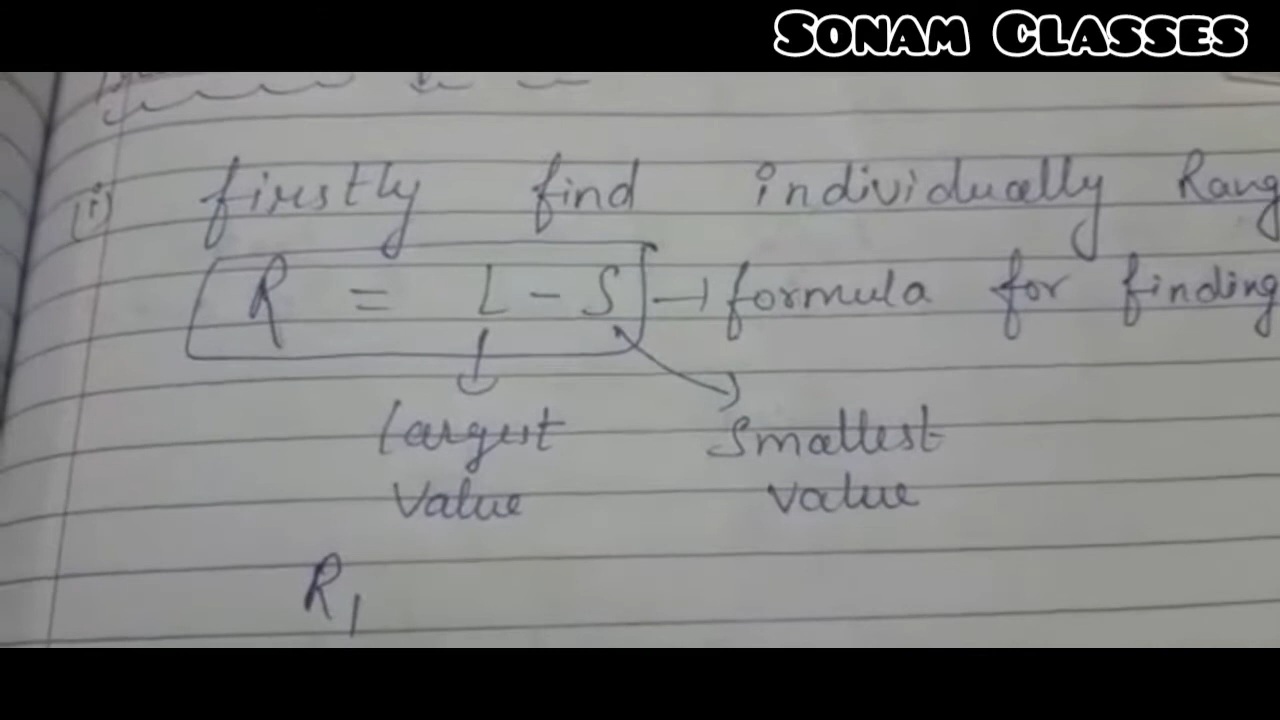 SONAM CLASSES
(i) firstly find individually Rang
R = L - S → formula for finding
largest Smallest
Value value
R1